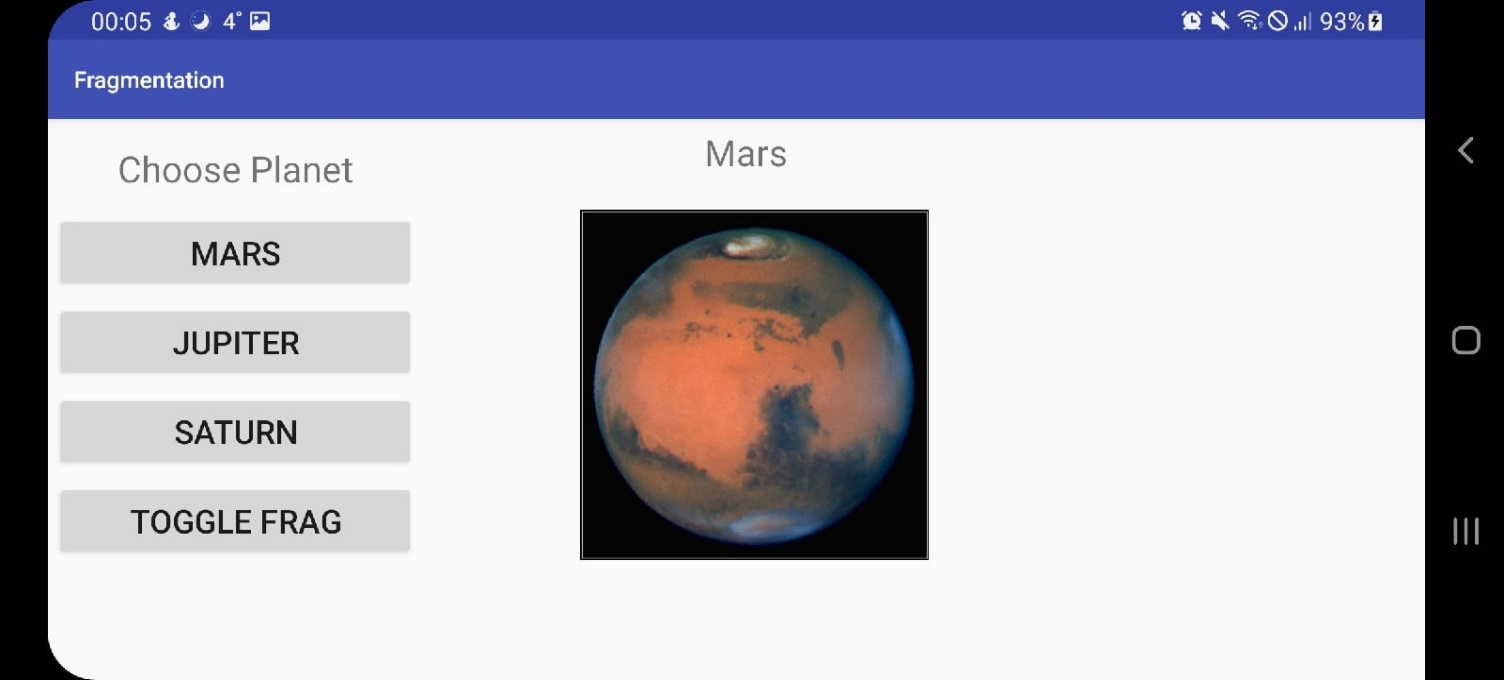 00:05 4° 93%
Fragmentation
Choose Planet
MARS
JUPITER
SATURN
TOGGLE FRAG
Mars